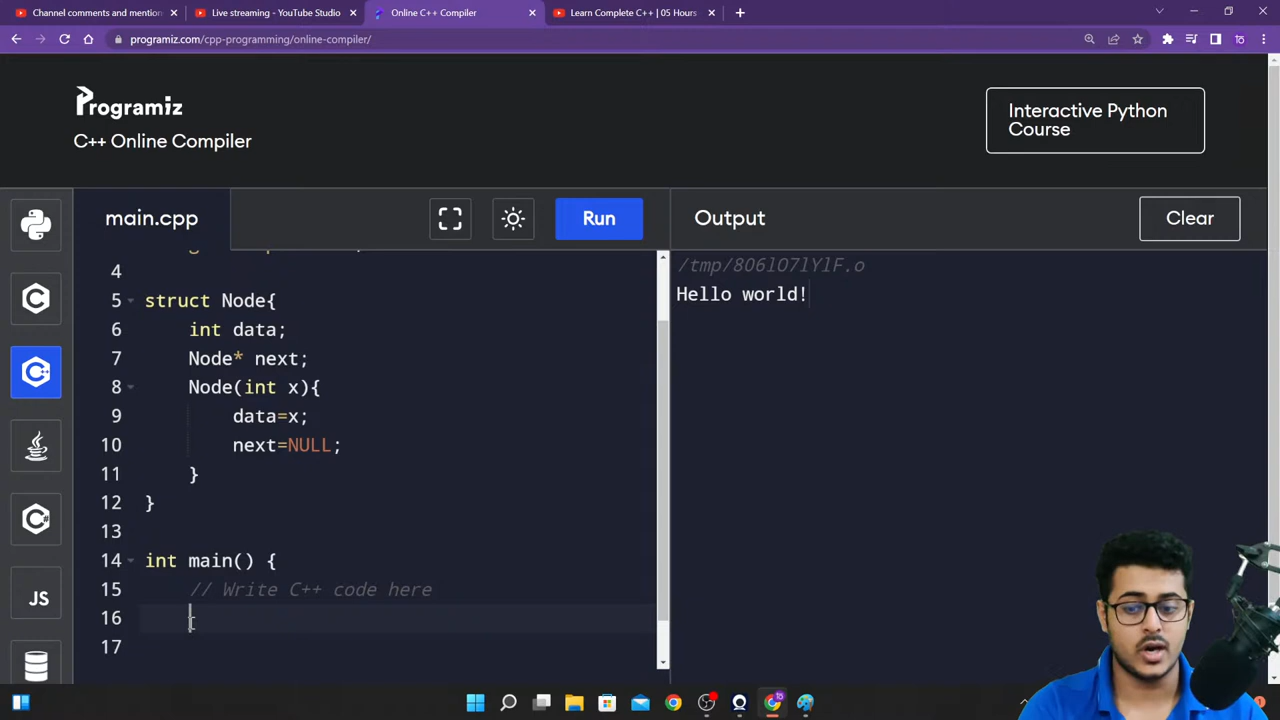 Channel comments and mention
Live streaming - YouTube Studio
Online C++ Compiler
Learn Complete C++ | 05 Hours
programiz.com/cpp-programming/online-compiler/
Programiz
C++ Online Compiler
Interactive Python
Course
main.cpp
Run
Output
Clear
4
5 struct Node{
6 int data;
7 Node* next;
8 Node(int x){
9 data=x;
10 next=NULL;
11 }
12 }
13
14 int main() {
15 // Write C++ code here
16
17
/tmp/806lO7lYlF.o
Hello world!
JS